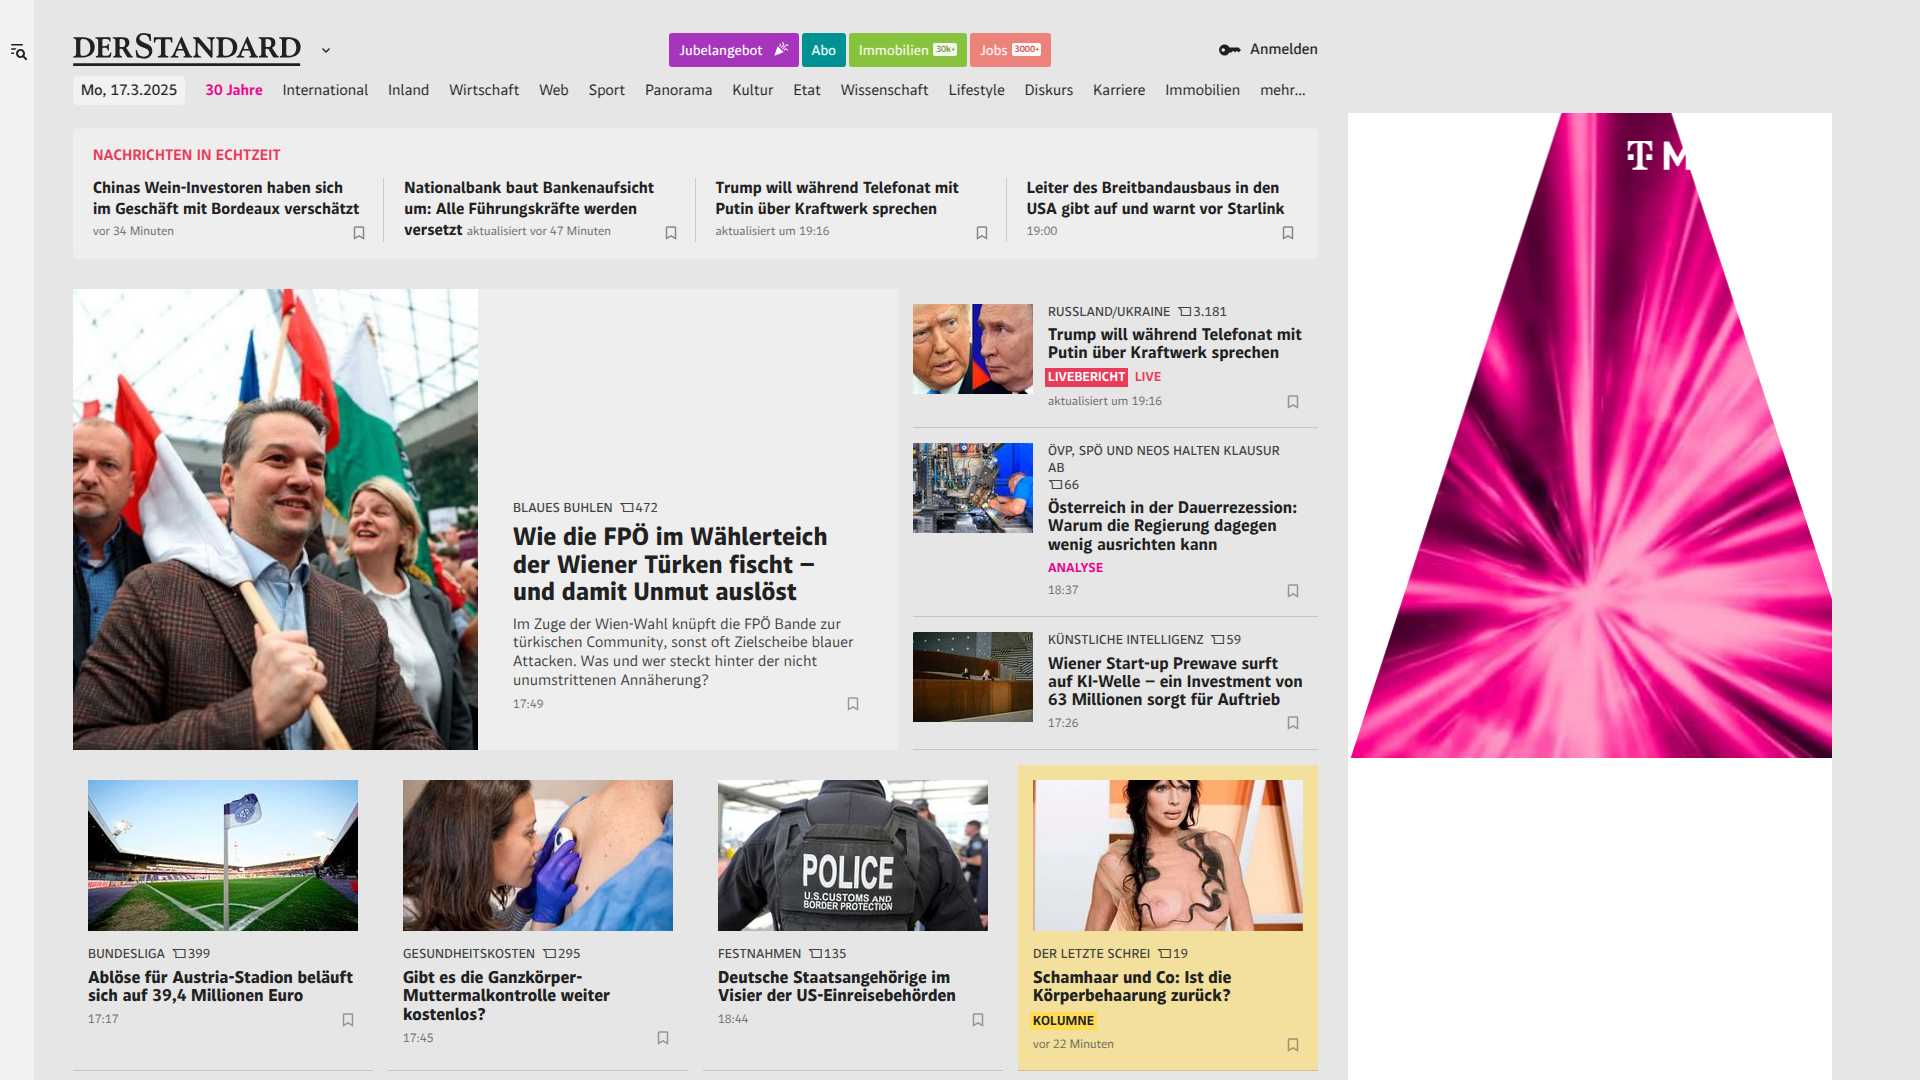 DERSTANDARD
Jubelangebot
Abo
Immobilien 30k+
Jobs 3000+
Anmelden
Mo, 17.3.2025
30 Jahre
International
Inland
Wirtschaft
Web
Sport
Panorama
Kultur
Etat
Wissenschaft
Lifestyle
Diskurs
Karriere
Immobilien
mehr...
NACHRICHTEN IN ECHTZEIT
Chinas Wein-Investoren haben sich
im Geschäft mit Bordeaux verschätzt
vor 34 Minuten
Nationalbank baut Bankenaufsicht
um: Alle Führungskräfte werden
versetzt aktualisiert vor 47 Minuten
Trump will während Telefonat mit
Putin über Kraftwerk sprechen
aktualisiert um 19:16
Leiter des Breitbandausbaus in den
USA gibt auf und warnt vor Starlink
19:00
BLAUES BUHLEN 472
Wie die FPÖ im Wählerteich
der Wiener Türken fischt –
und damit Unmut auslöst
Im Zuge der Wien-Wahl knüpft die FPÖ Bande zur
türkischen Community, sonst oft Zielscheibe blauer
Attacken. Was und wer steckt hinter der nicht
unumstrittenen Annäherung?
17:49
RUSSLAND/UKRAINE 3.181
Trump will während Telefonat mit
Putin über Kraftwerk sprechen
LIVEBERICHT LIVE
aktualisiert um 19:16
ÖVP, SPÖ UND NEOS HALTEN KLAUSUR
AB
66
Österreich in der Dauerrezession:
Warum die Regierung dagegen
wenig ausrichten kann
ANALYSE
18:37
KÜNSTLICHE INTELLIGENZ 59
Wiener Start-up Prewave surft
auf KI-Welle – ein Investment von
63 Millionen sorgt für Auftrieb
17:26
T M
BUNDESLIGA 399
Ablöse für Austria-Stadion beläuft
sich auf 39,4 Millionen Euro
17:17
GESUNDHEITSKOSTEN 295
Gibt es die Ganzkörper-
Muttermalkontrolle weiter
kostenlos?
17:45
POLICE
U.S. CUSTOMS AND
BORDER PROTECTION
FESTNAHMEN 135
Deutsche Staatsangehörige im
Visier der US-Einreisebehörden
18:44
DER LETZTE SCHREI 19
Schamhaar und Co: Ist die
Körperbehaarung zurück?
KOLUMNE
vor 22 Minuten